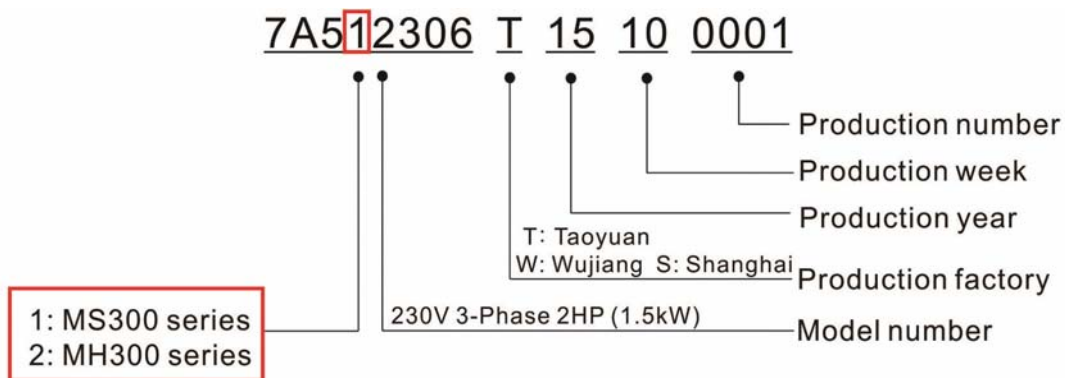 7A512306 T 15 10 0001
Production number
Production week
Production year
T: Taoyuan
W: Wujiang S: Shanghai
Production factory
230V 3-Phase 2HP (1.5kW)
Model number
1: MS300 series
2: MH300 series